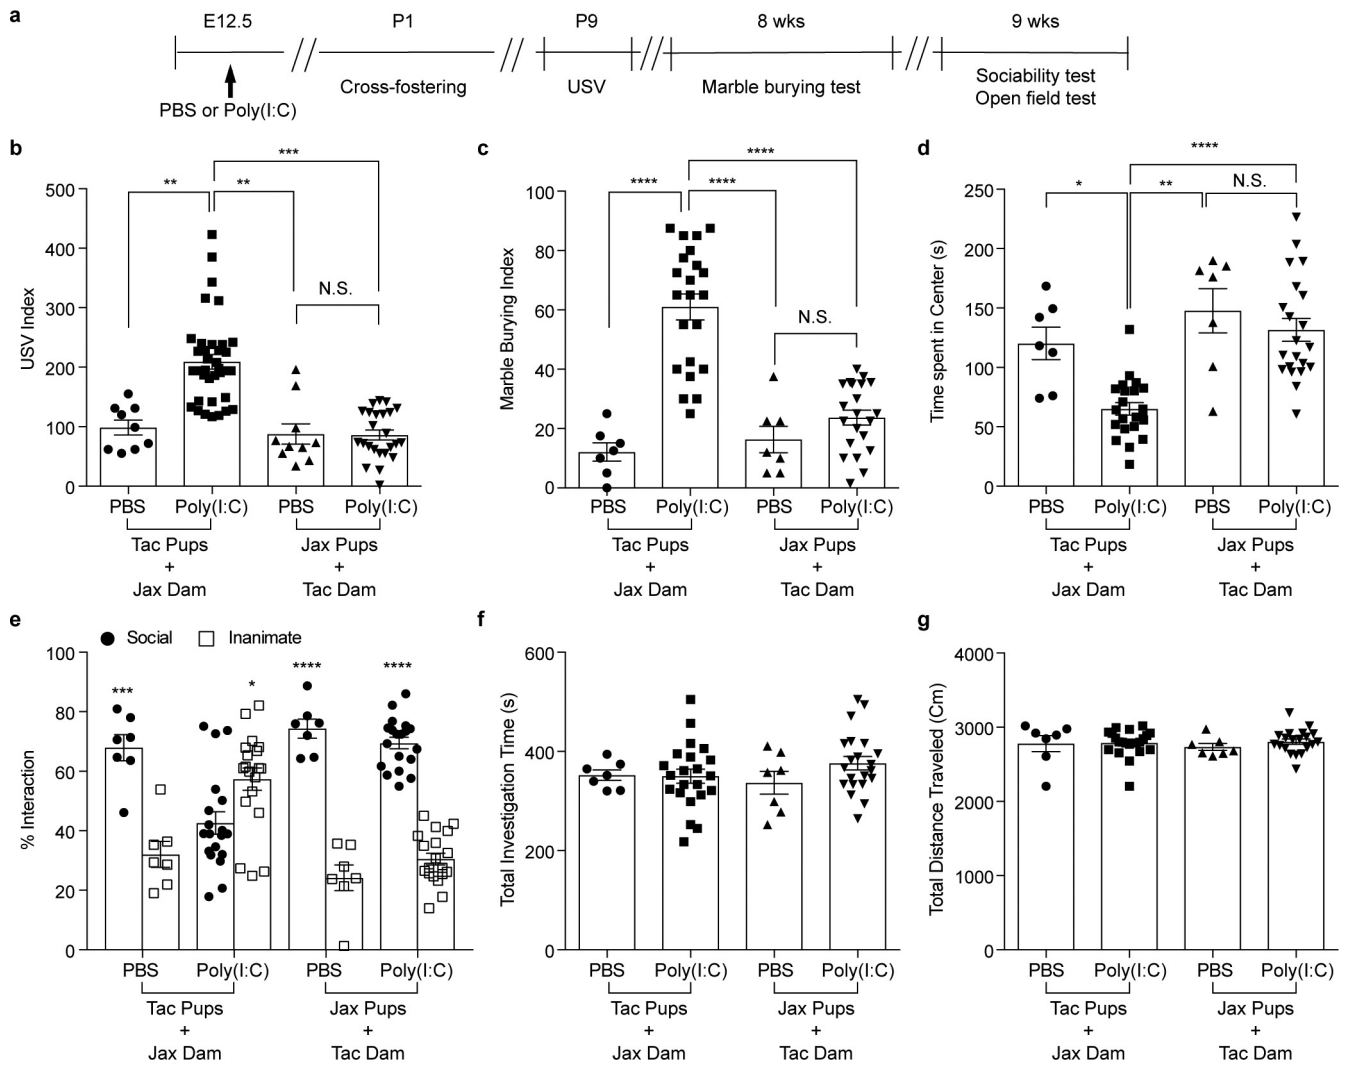 a
E12.5 P1 P9 8 wks 9 wks
Cross-fostering USV Marble burying test Sociability test
Open field test
PBS or Poly(I:C)
b
USV Index
500
400
300
200
100
0
** ** *** N.S.
PBS Poly(I:C) PBS Poly(I:C)
Tac Pups Jax Pups
+ +
Jax Dam Tac Dam
c
Marble Burying Index
100
80
60
40
20
0
**** **** **** N.S.
PBS Poly(I:C) PBS Poly(I:C)
Tac Pups Jax Pups
+ +
Jax Dam Tac Dam
d
Time spent in Center (s)
250
200
150
100
50
0
* ** **** N.S.
PBS Poly(I:C) PBS Poly(I:C)
Tac Pups Jax Pups
+ +
Jax Dam Tac Dam
e
Social Inanimate
% Interaction
100
80
60
40
20
0
*** * **** ****
PBS Poly(I:C) PBS Poly(I:C)
Tac Pups Jax Pups
+ +
Jax Dam Tac Dam
f
Total Investigation Time (s)
600
400
200
0
PBS Poly(I:C) PBS Poly(I:C)
Tac Pups Jax Pups
+ +
Jax Dam Tac Dam
g
Total Distance Traveled (Cm)
4000
3000
2000
1000
0
PBS Poly(I:C) PBS Poly(I:C)
Tac Pups Jax Pups
+ +
Jax Dam Tac Dam